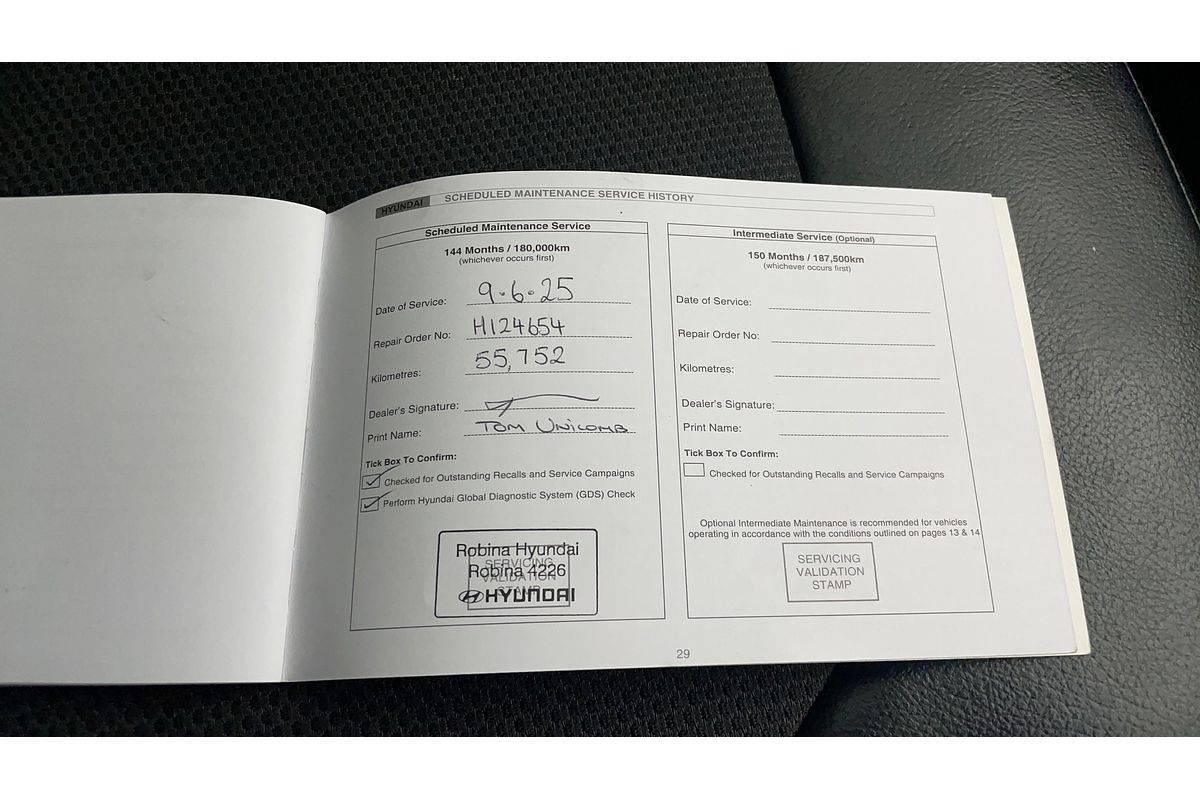 HYUNDAI SCHEDULED MAINTENANCE SERVICE HISTORY
Scheduled Maintenance Service
144 Months / 180,000km
(whichever occurs first)
Date of Service: 9.6.25
Repair Order No: H124654
Kilometres: 55,752
Dealer's Signature:
Print Name: TOM UNICOMB
Tick Box To Confirm:
Checked for Outstanding Recalls and Service Campaigns
Perform Hyundai Global Diagnostic System (GDS) Check
Robina Hyundai
SERVICING
Robina 4226
VALIDATION
STAMP
HYUNDAI
Intermediate Service (Optional)
150 Months / 187,500km
(whichever occurs first)
Date of Service:
Repair Order No:
Kilometres:
Dealer's Signature:
Print Name:
Tick Box To Confirm:
Checked for Outstanding Recalls and Service Campaigns
Optional Intermediate Maintenance is recommended for vehicles
operating in accordance with the conditions outlined on pages 13 & 14
SERVICING
VALIDATION
STAMP
29